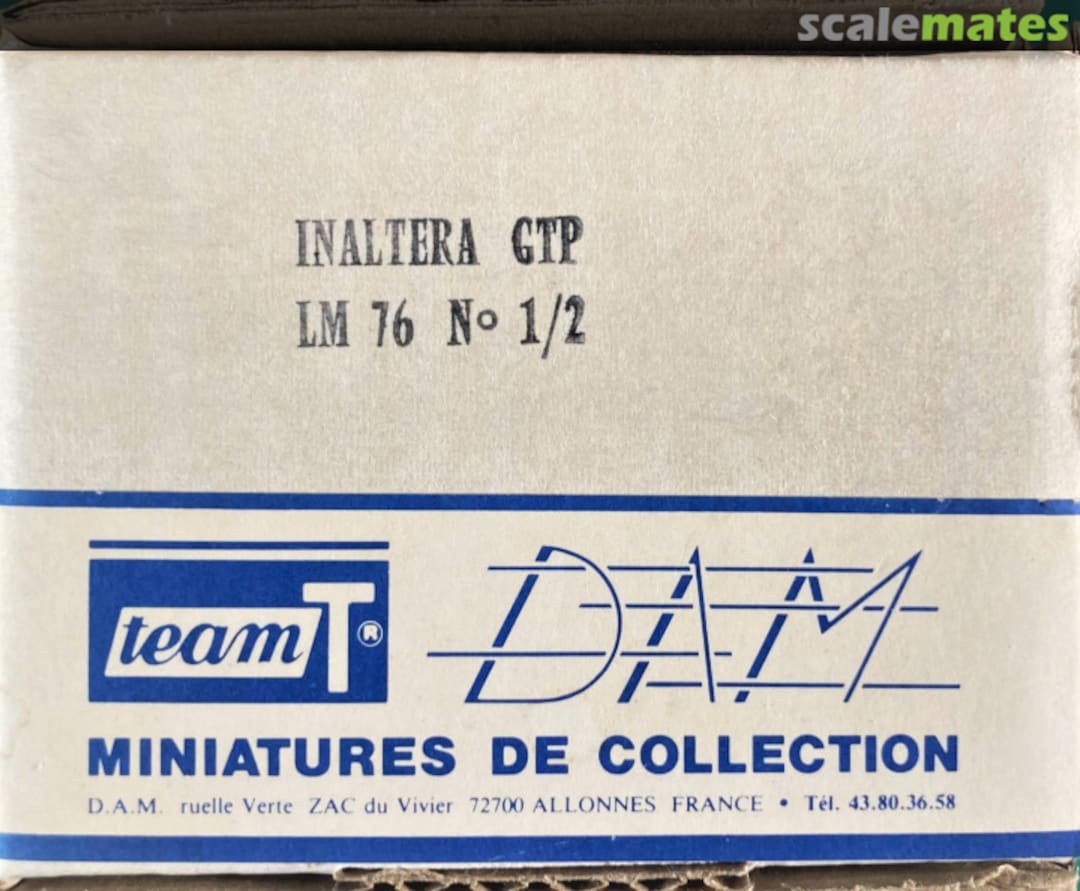 scalemates
INALTERA GTP
LM 76 No 1/2
team T ®
DAM
MINIATURES DE COLLECTION
D.A.M. ruelle Verte ZAC du Vivier 72700 ALLONNES FRANCE • Tél. 43.80.36.58